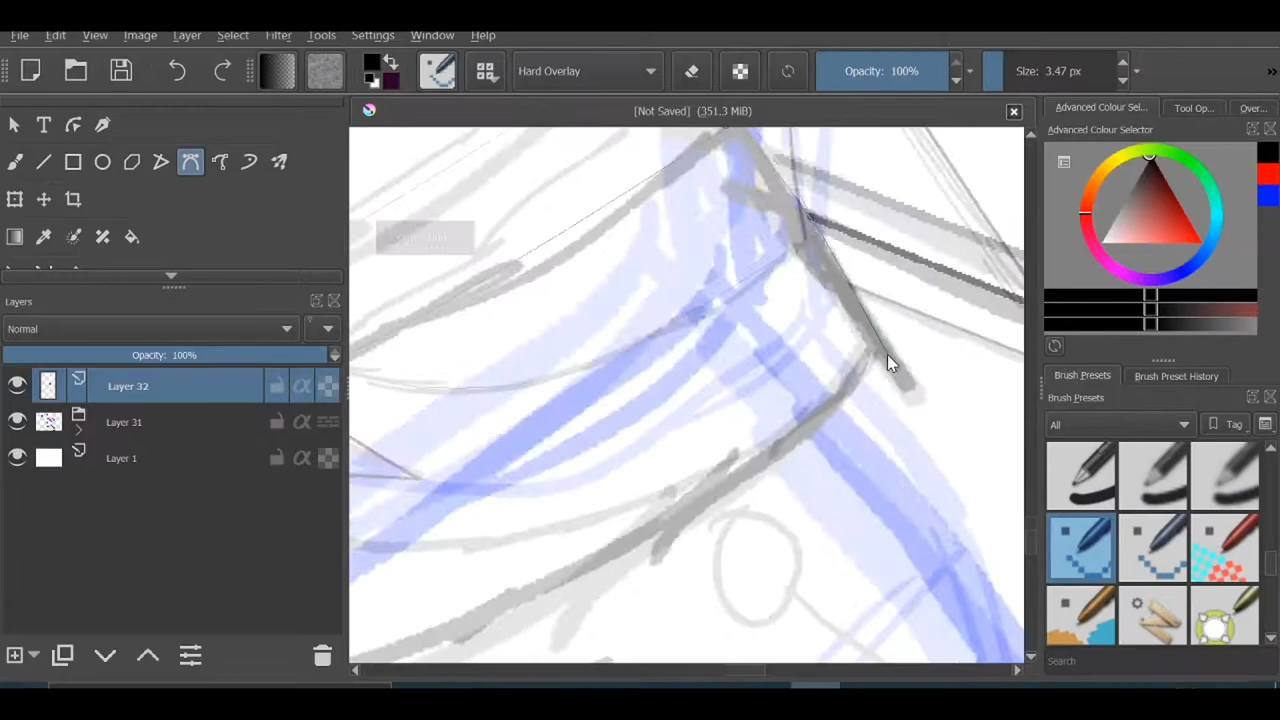 File Edit View Image Layer Select Filter Tools Settings Window Help
Hard Overlay Opacity: 100% Size: 3.47 px »
[Not Saved] (351.3 MiB)
Advanced Colour Sel... Tool Op... Over...
Advanced Colour Selector
Layers
Normal
Opacity: 100%
Layer 32
Layer 31
Layer 1
Brush Presets Brush Preset History
Brush Presets
All Tag
Search